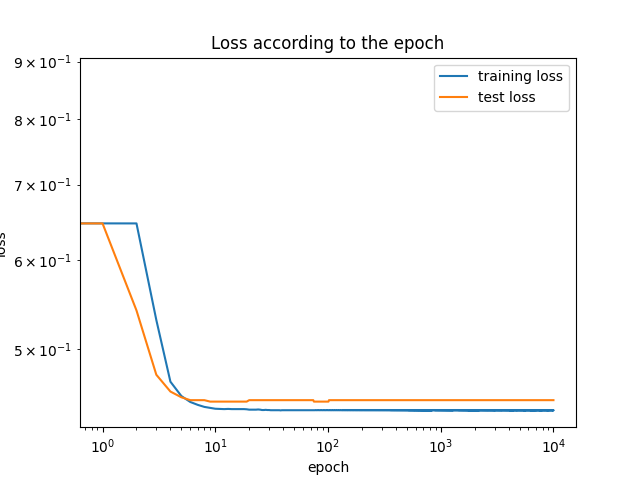 Loss according to the epoch
training loss
test loss
9 × 10⁻¹
8 × 10⁻¹
7 × 10⁻¹
6 × 10⁻¹
5 × 10⁻¹
loss
10⁰
10¹
10²
10³
10⁴
epoch